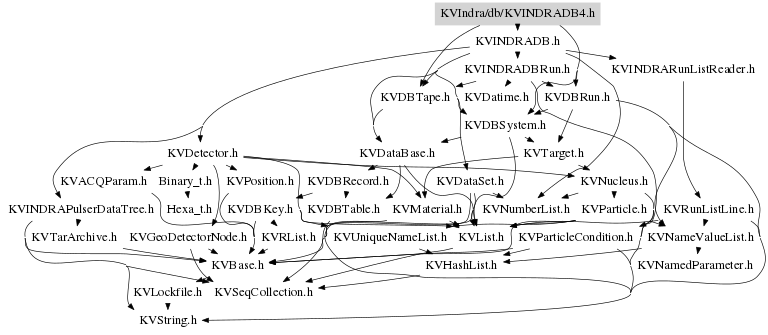 KVIndra/db/KVINDRADB4.h
KVINDRADB.h
KVINDRADBRun.h
KVINDRARunListReader.h
KVDBTape.h
KVDatime.h
KVDBRun.h
KVDBSystem.h
KVDetector.h
KVDataBase.h
KVTarget.h
KVACQParam.h
Binary_t.h
KVPosition.h
KVDBRecord.h
KVDataSet.h
KVNucleus.h
KVINDRAPulserDataTree.h
Hexa_t.h
KVDBKey.h
KVDBTable.h
KVMaterial.h
KVNumberList.h
KVParticle.h
KVRunListLine.h
KVTarArchive.h
KVGeoDetectorNode.h
KVRList.h
KVUniqueNameList.h
KVList.h
KVParticleCondition.h
KVNameValueList.h
KVBase.h
KVHashList.h
KVNamedParameter.h
KVLockfile.h
KVSeqCollection.h
KVString.h